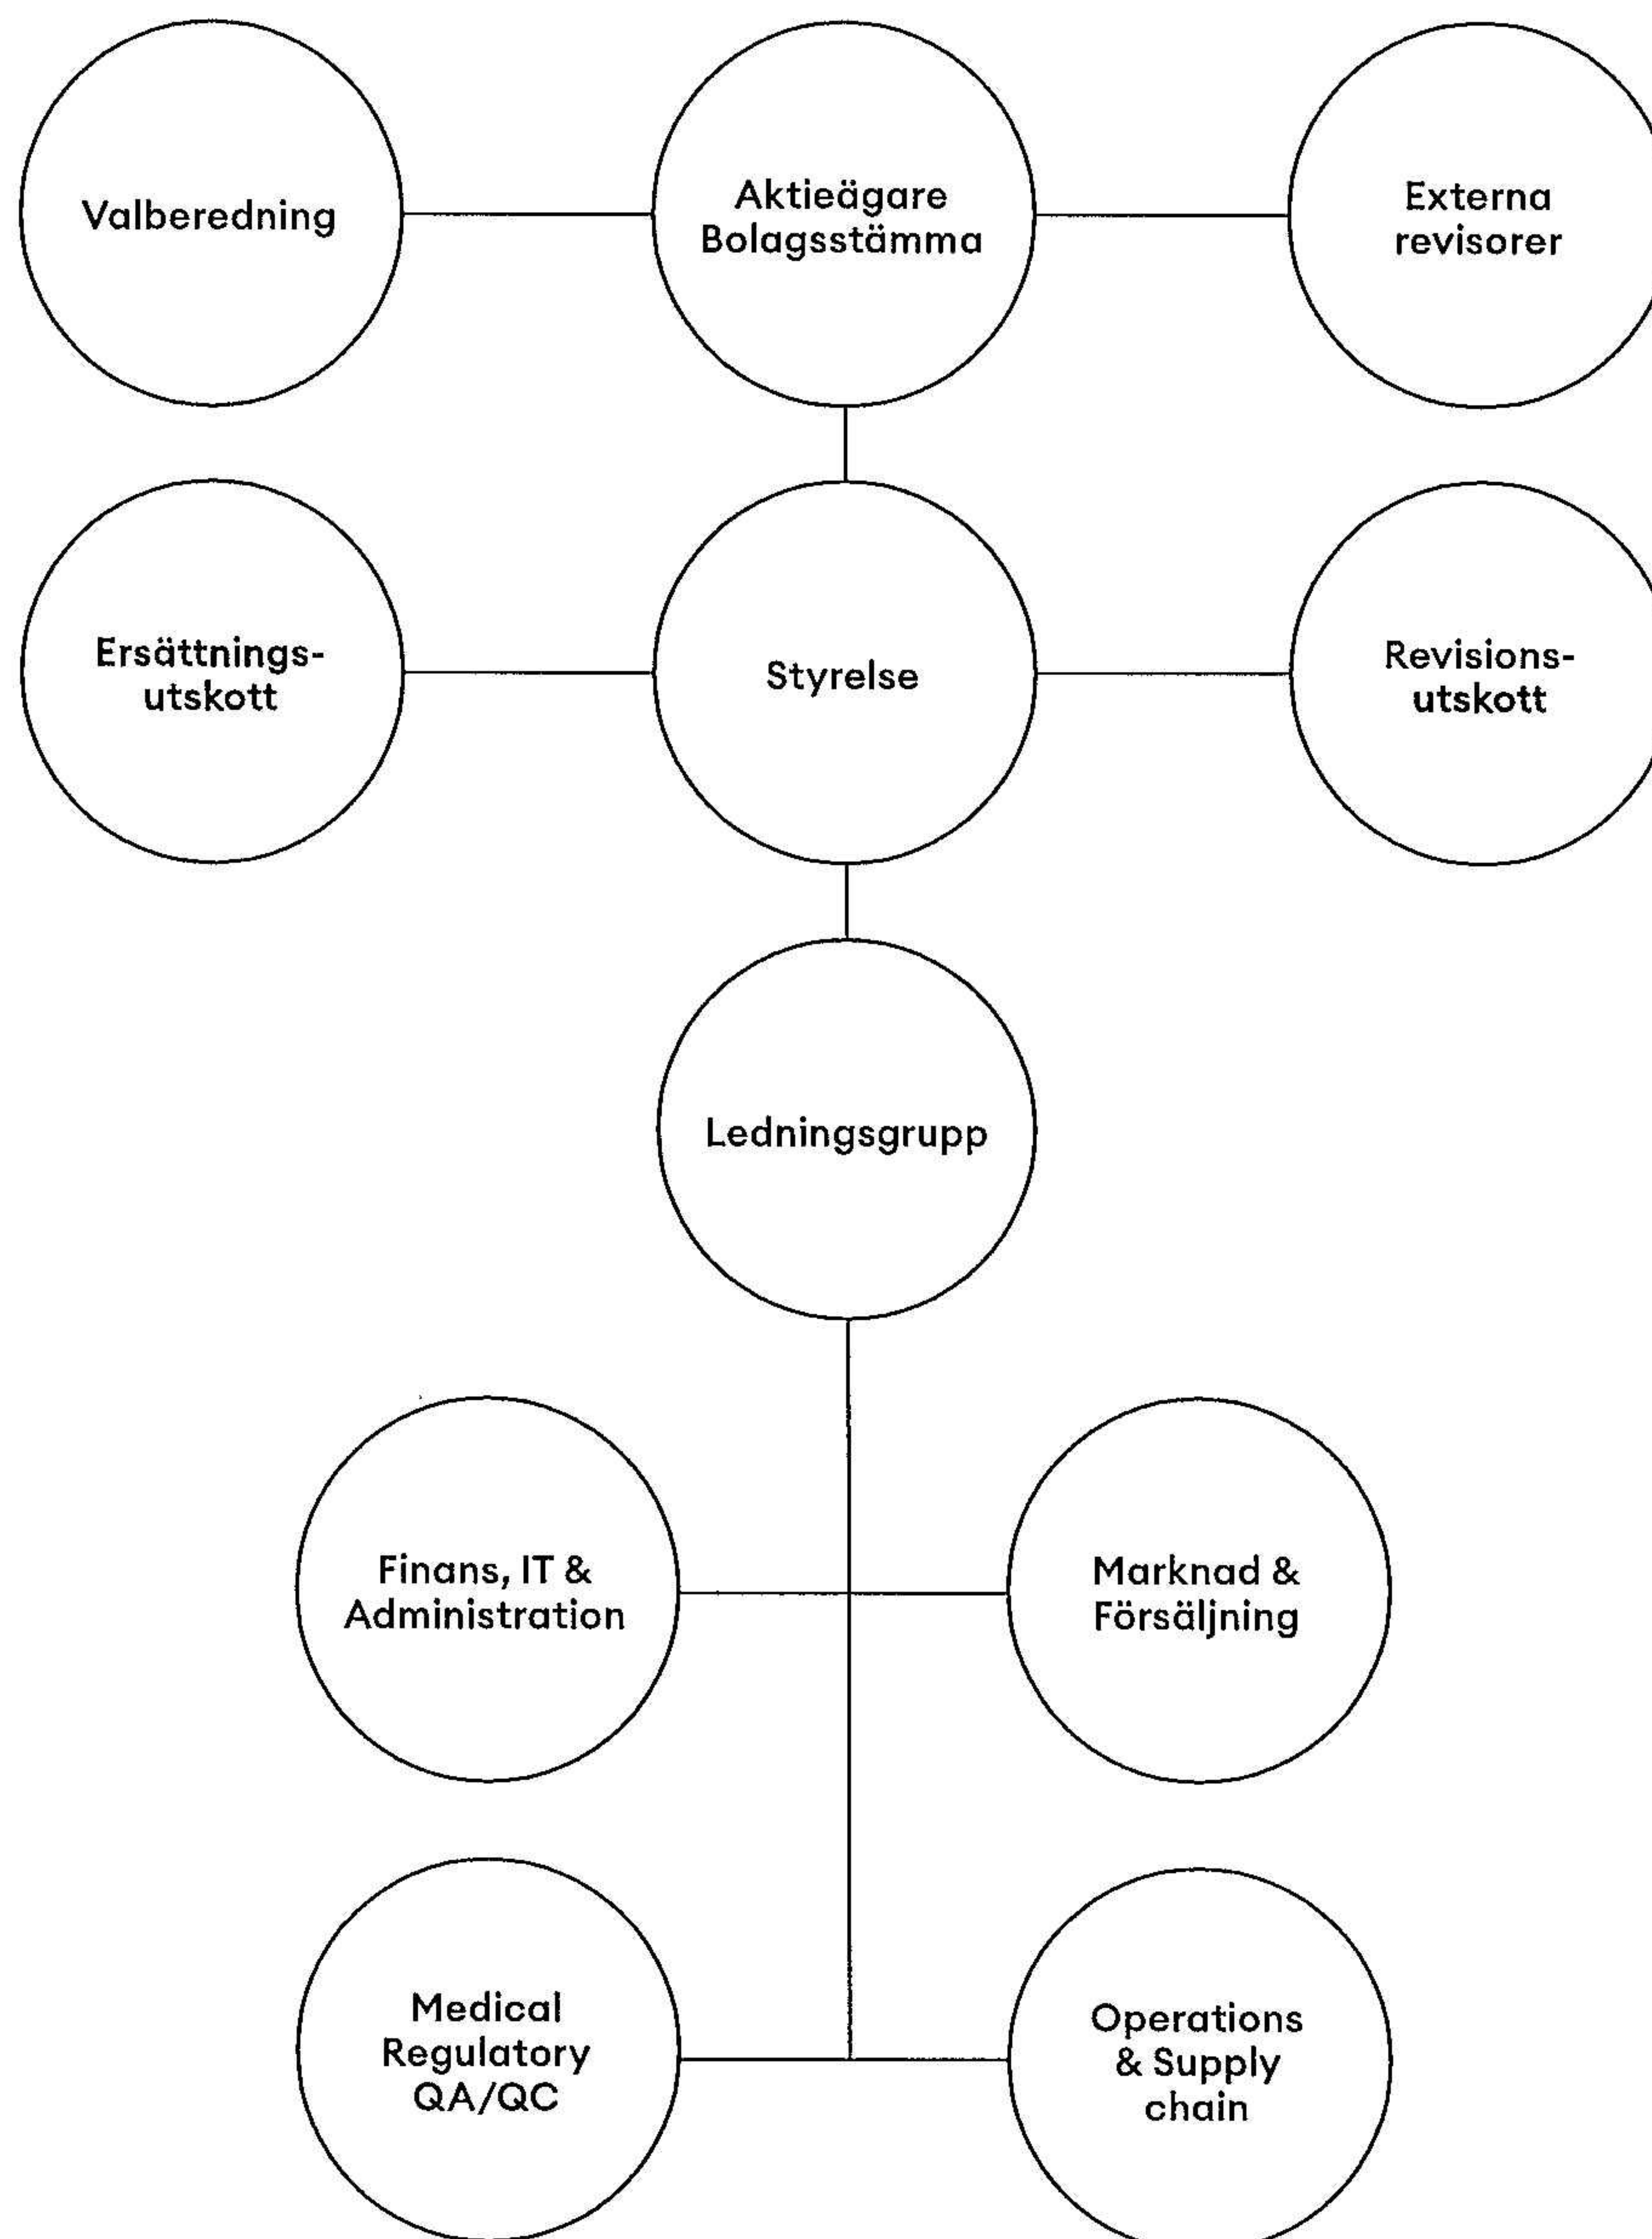 Valberedning
Aktieägare
Bolagsstämma
Externa
revisorer
Ersättnings-
utskott
Styrelse
Revisions-
utskott
Ledningsgrupp
Finans, IT &
Administration
Marknad &
Försäljning
Medical
Regulatory
QA/QC
Operations
& Supply
chain